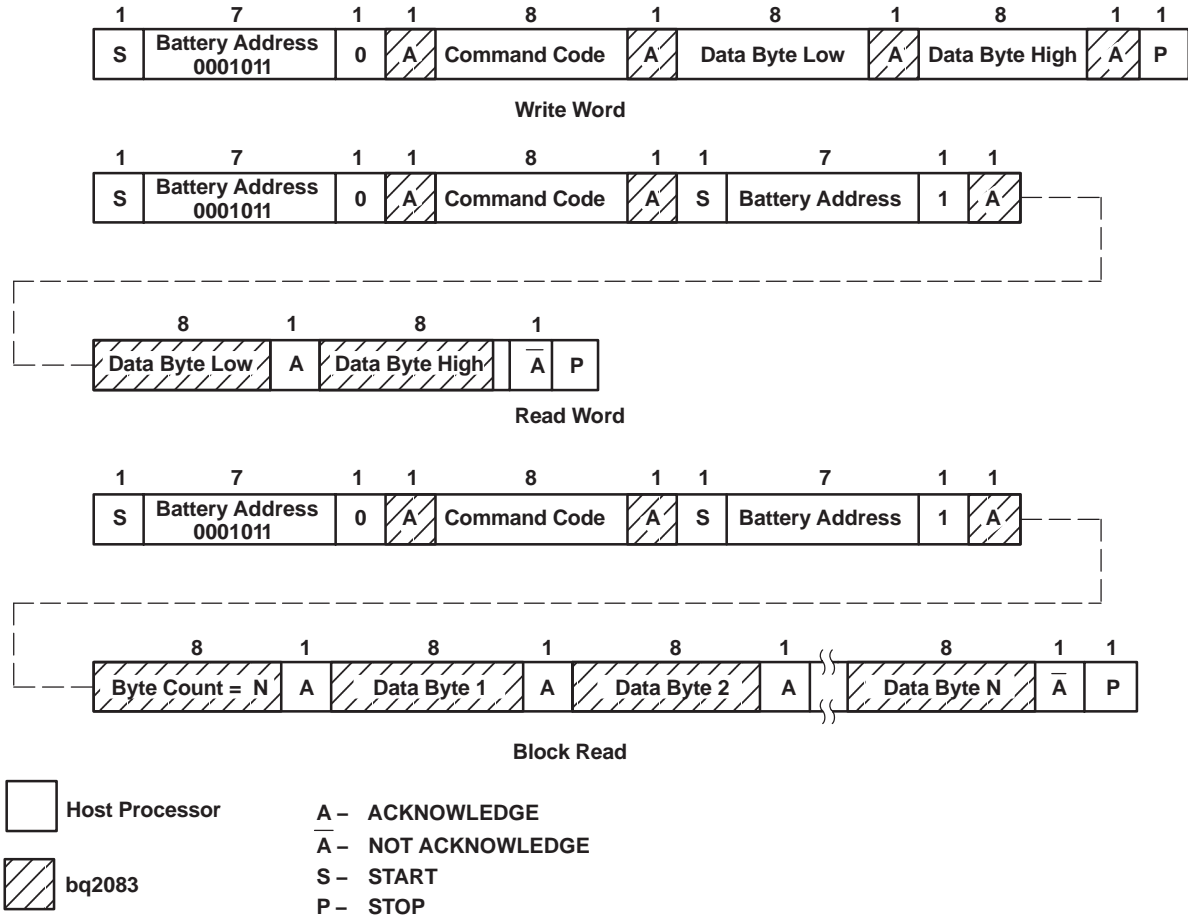 1 7 1 1 8 1 8 1 8 1 1
S Battery Address 0001011 0 A Command Code A Data Byte Low A Data Byte High A P
Write Word
1 7 1 1 8 1 1 7 1 1
S Battery Address 0001011 0 A Command Code A S Battery Address 1 A
8 1 8 1
Data Byte Low A Data Byte High A̅ P
Read Word
1 7 1 1 8 1 1 7 1 1
S Battery Address 0001011 0 A Command Code A S Battery Address 1 A
8 1 8 1 8 1 8 1 1
Byte Count = N A Data Byte 1 A Data Byte 2 A Data Byte N A̅ P
Block Read
Host Processor
bq2083
A – ACKNOWLEDGE
A̅ – NOT ACKNOWLEDGE
S – START
P – STOP